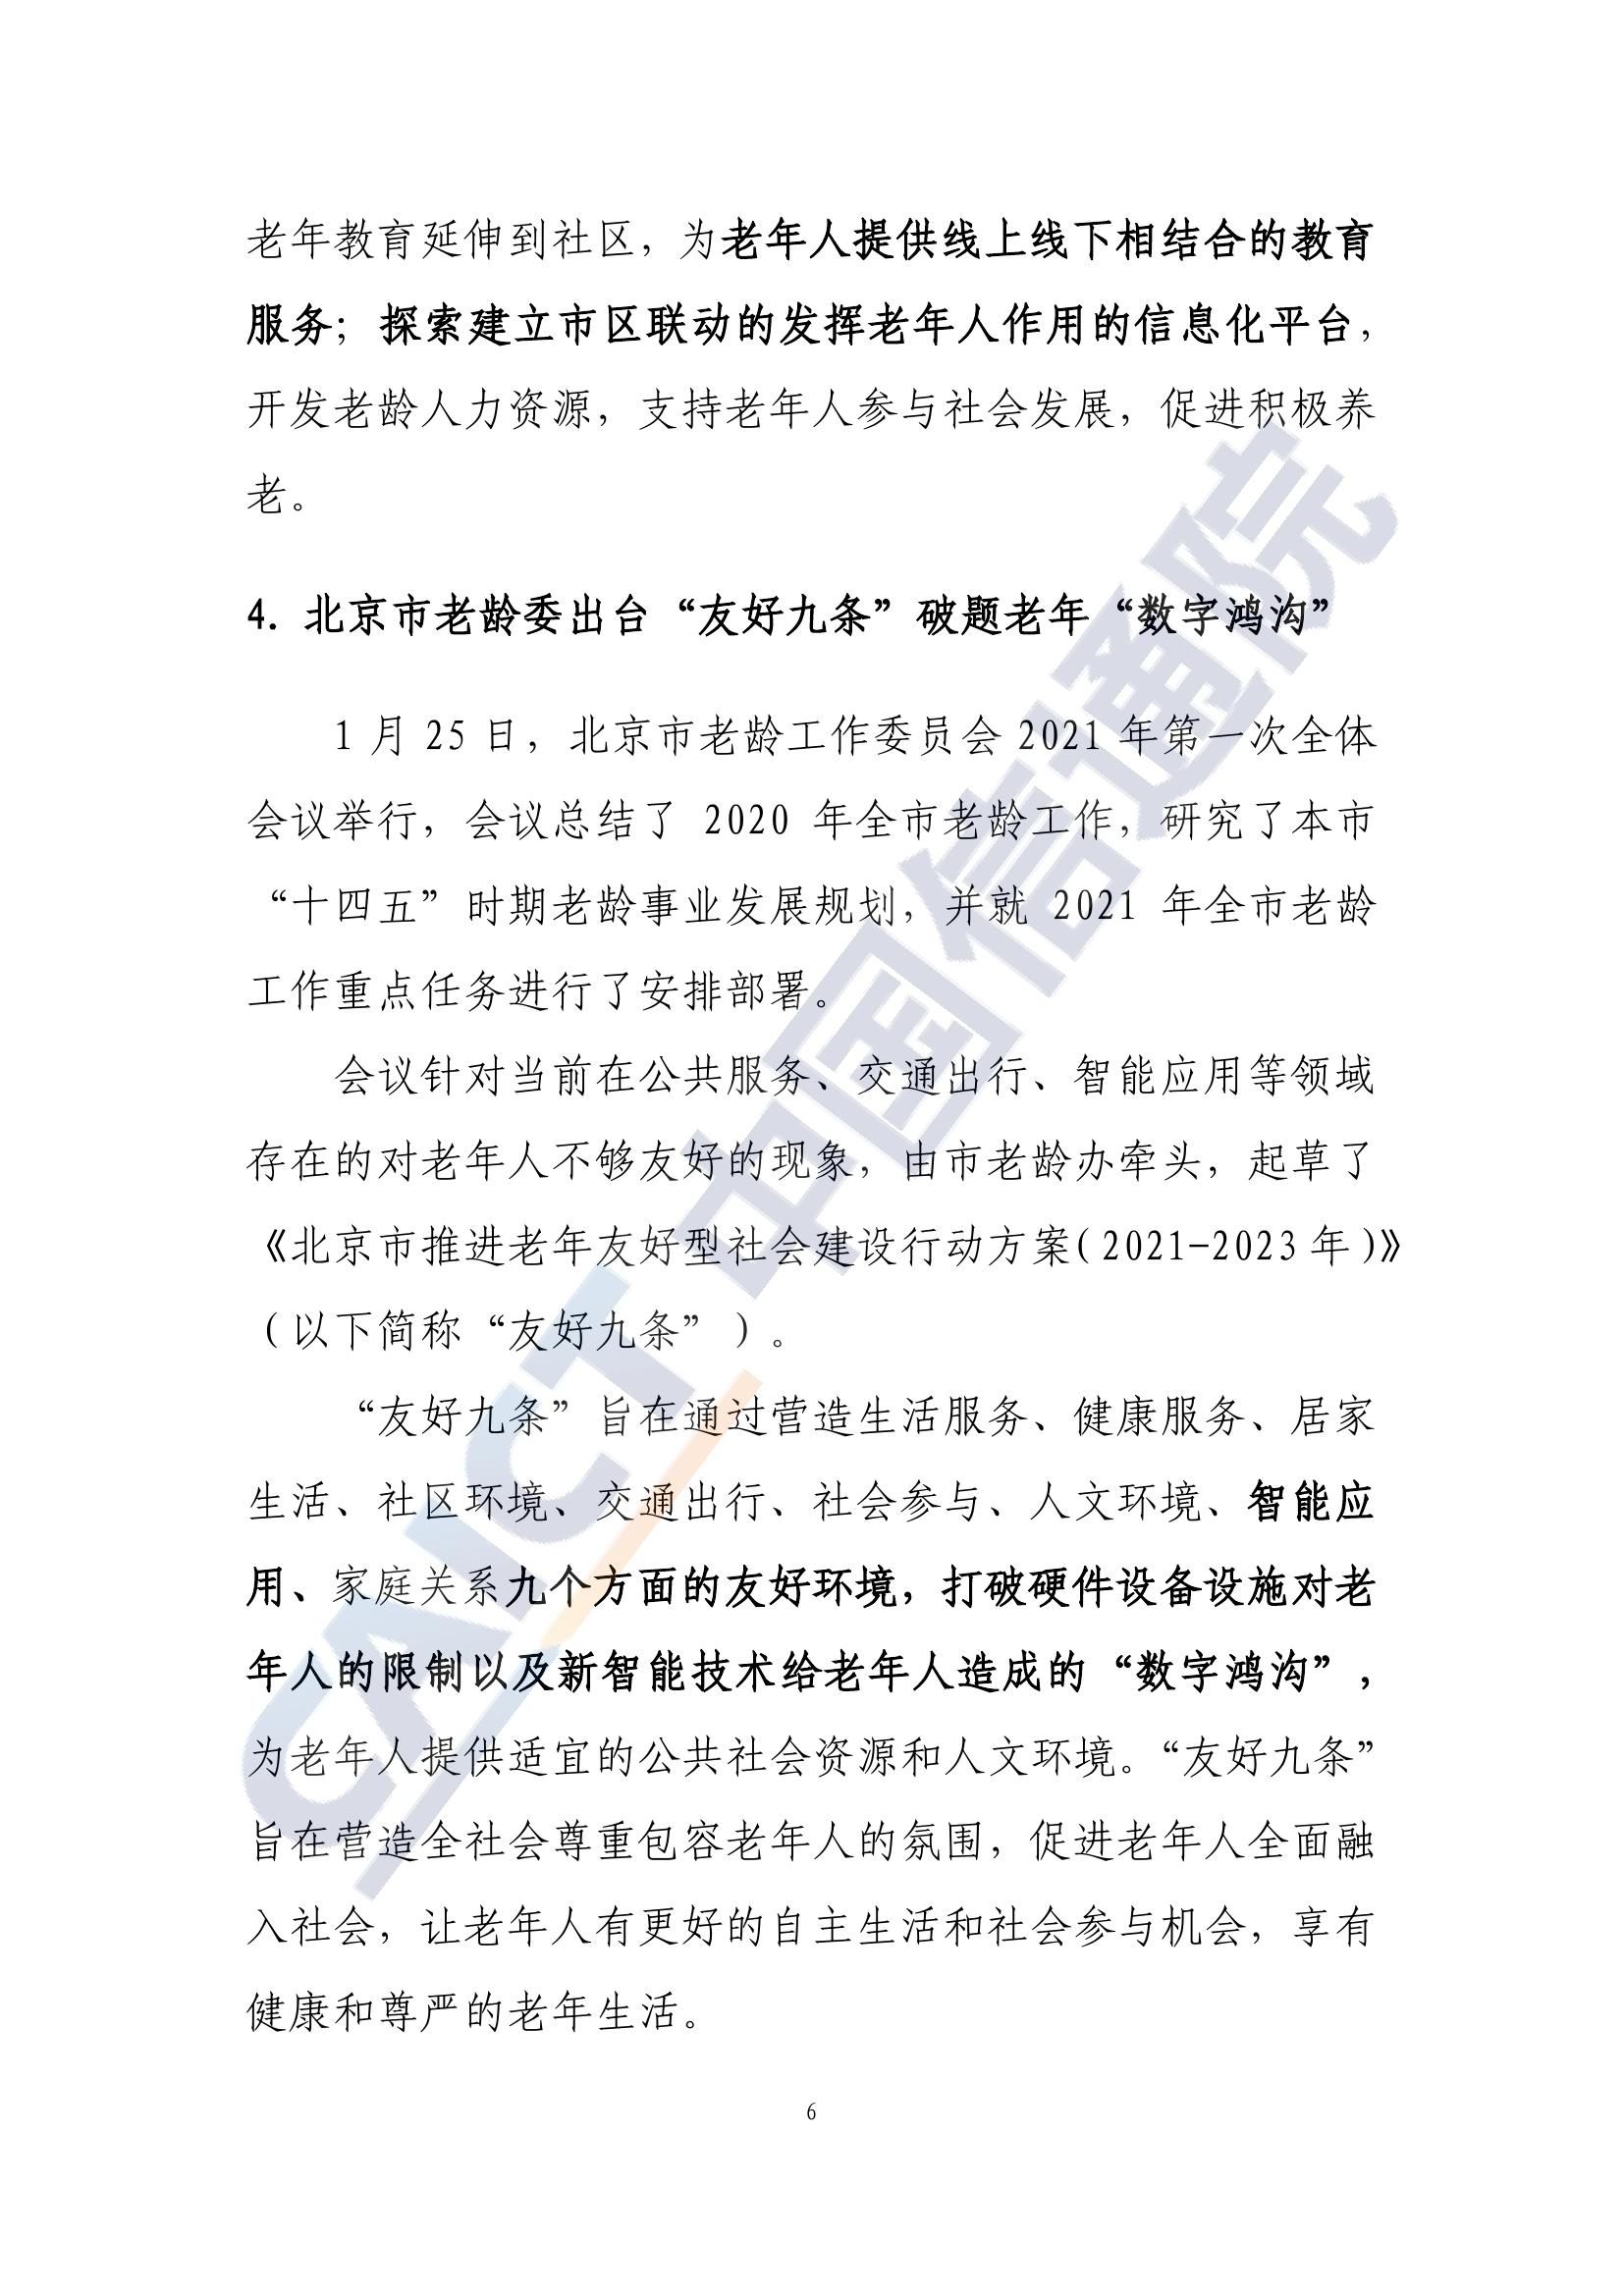 老年教育延伸到社区，为老年人提供线上线下相结合的教育
服务；探索建立市区联动的发挥老年人作用的信息化平台，
开发老龄人力资源，支持老年人参与社会发展，促进积极养
老。
4. 北京市老龄委出台“友好九条”破题老年“数字鸿沟”
1 月 25 日，北京市老龄工作委员会 2021 年第一次全体
会议举行，会议总结了 2020 年全市老龄工作，研究了本市
“十四五”时期老龄事业发展规划，并就 2021 年全市老龄
工作重点任务进行了安排部署。
会议针对当前在公共服务、交通出行、智能应用等领域
存在的对老年人不够友好的现象，由市老龄办牵头，起草了
《北京市推进老年友好型社会建设行动方案（2021-2023 年）》
（以下简称“友好九条”）。
“友好九条”旨在通过营造生活服务、健康服务、居家
生活、社区环境、交通出行、社会参与、人文环境、智能应
用、家庭关系九个方面的友好环境，打破硬件设备设施对老
年人的限制以及新智能技术给老年人造成的“数字鸿沟”，
为老年人提供适宜的公共社会资源和人文环境。“友好九条”
旨在营造全社会尊重包容老年人的氛围，促进老年人全面融
入社会，让老年人有更好的自主生活和社会参与机会，享有
健康和尊严的老年生活。
6
CAICT 中国信通院